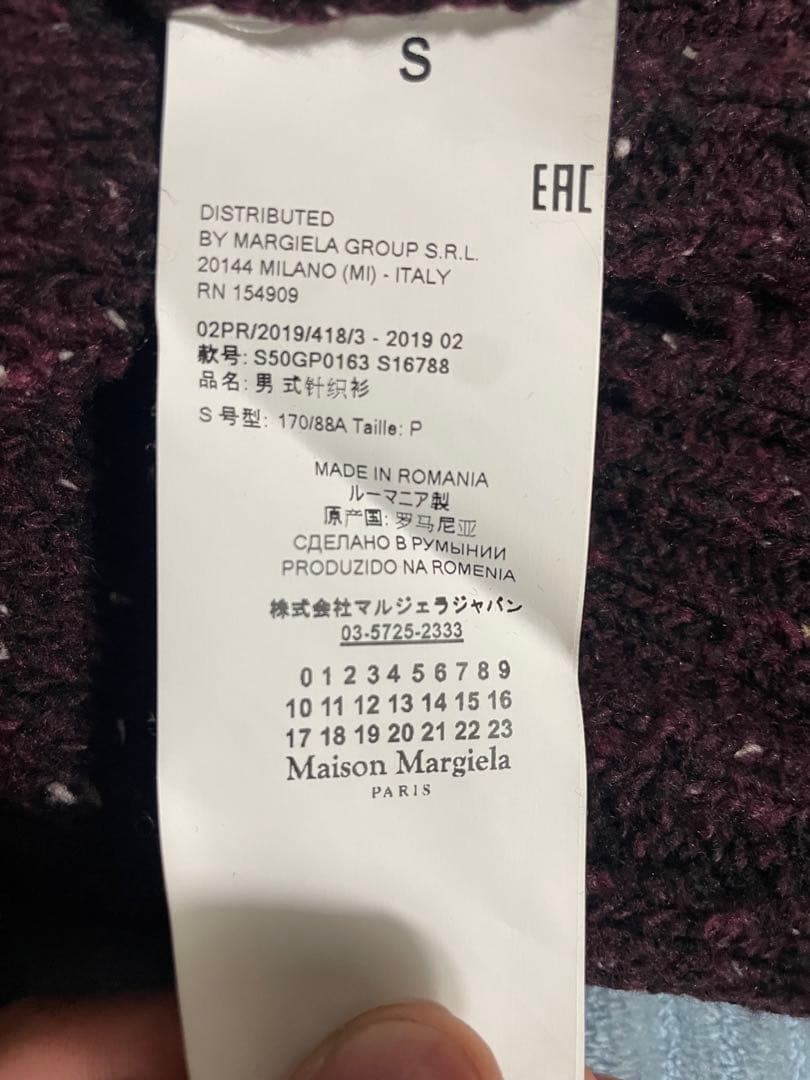 S
EAC
DISTRIBUTED
BY MARGIELA GROUP S.R.L.
20144 MILANO (MI) - ITALY
RN 154909
02PR/2019/418/3 - 2019 02
款号: S50GP0163 S16788
品名: 男 式针织衫
S 号型: 170/88A Taille: P
MADE IN ROMANIA
ルーマニア製
原产国: 罗马尼亚
СДЕЛАНО В РУМЫНИИ
PRODUZIDO NA ROMENIA
株式会社マルジェラジャパン
03-5725-2333
0 1 2 3 4 5 6 7 8 9
10 11 12 13 14 15 16
17 18 19 20 21 22 23
Maison Margiela
PARIS